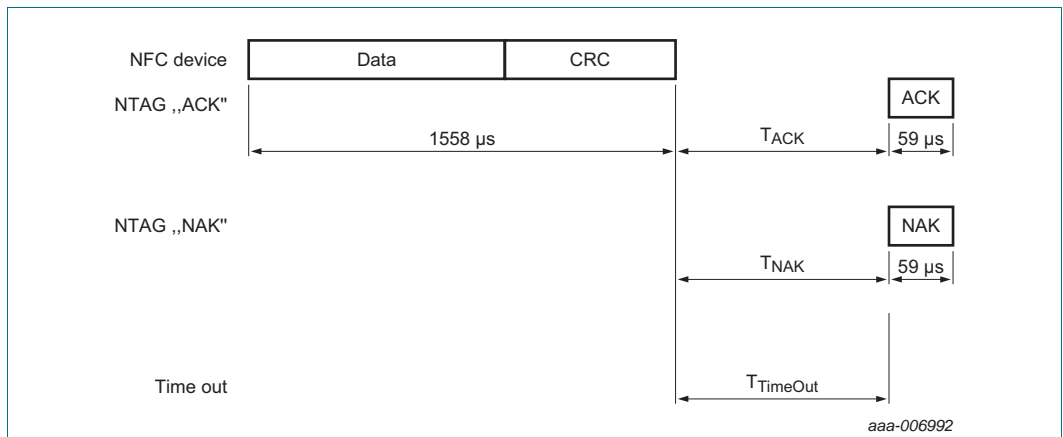 NFC device Data CRC
NTAG ,,ACK" ACK
1558 µs TACK 59 µs
NTAG ,,NAK" NAK
TNAK 59 µs
Time out TTimeOut
aaa-006992